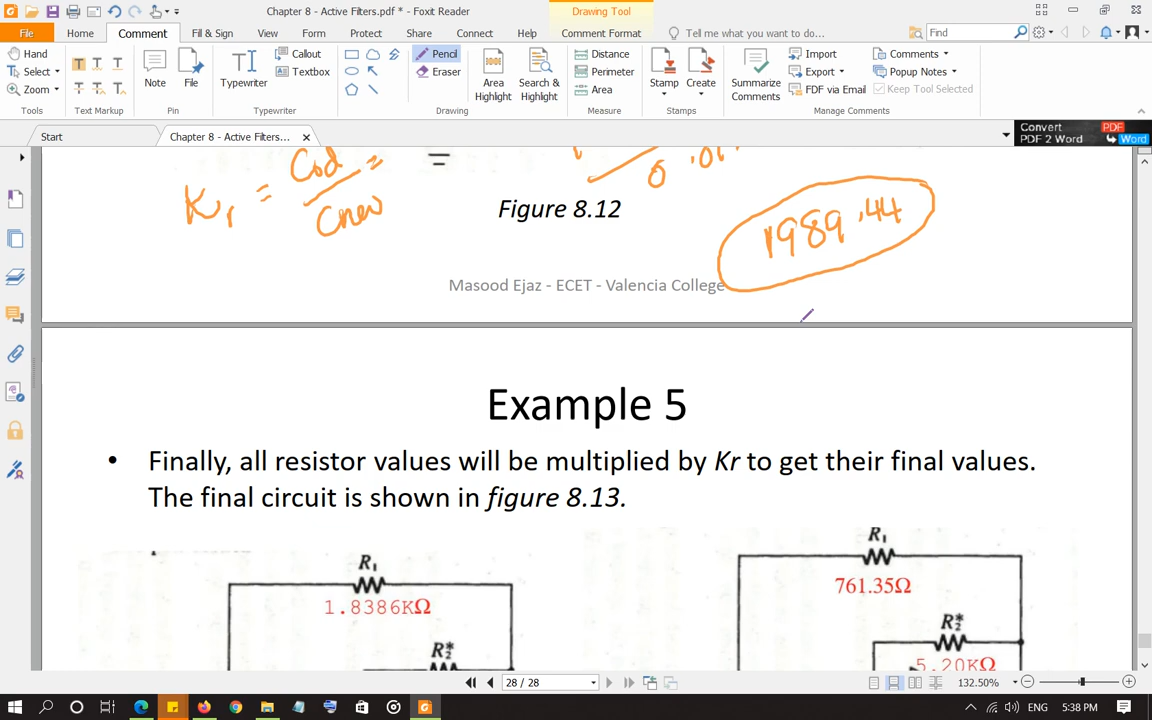 Chapter 8 - Active Filters.pdf * - Foxit Reader
Drawing Tool
File Home Comment Fill & Sign View Form Protect Share Connect Help Comment Format Tell me what you want to do... Find
Hand
Select
Zoom
Tools
Text Markup
Note
File
Pin
Typewriter
Callout
Textbox
Typewriter
Pencil
Eraser
Drawing
Area Highlight
Search & Highlight
Distance
Perimeter
Area
Measure
Stamp
Create
Stamps
Summarize Comments
Import
Export
FDF via Email
Comments
Popup Notes
Keep Tool Selected
Manage Comments
Start
Chapter 8 - Active Filters....
Convert PDF
PDF 2 Word Word
Kr = Cold =
Cnew
=
Figure 8.12
1989.44
Masood Ejaz - ECET - Valencia College
Example 5
• Finally, all resistor values will be multiplied by Kr to get their final values.
The final circuit is shown in figure 8.13.
R₁
1.8386KΩ
R₂*
R₁
761.35Ω
R₂*
5.20KΩ
28 / 28
132.50%
ENG 5:38 PM